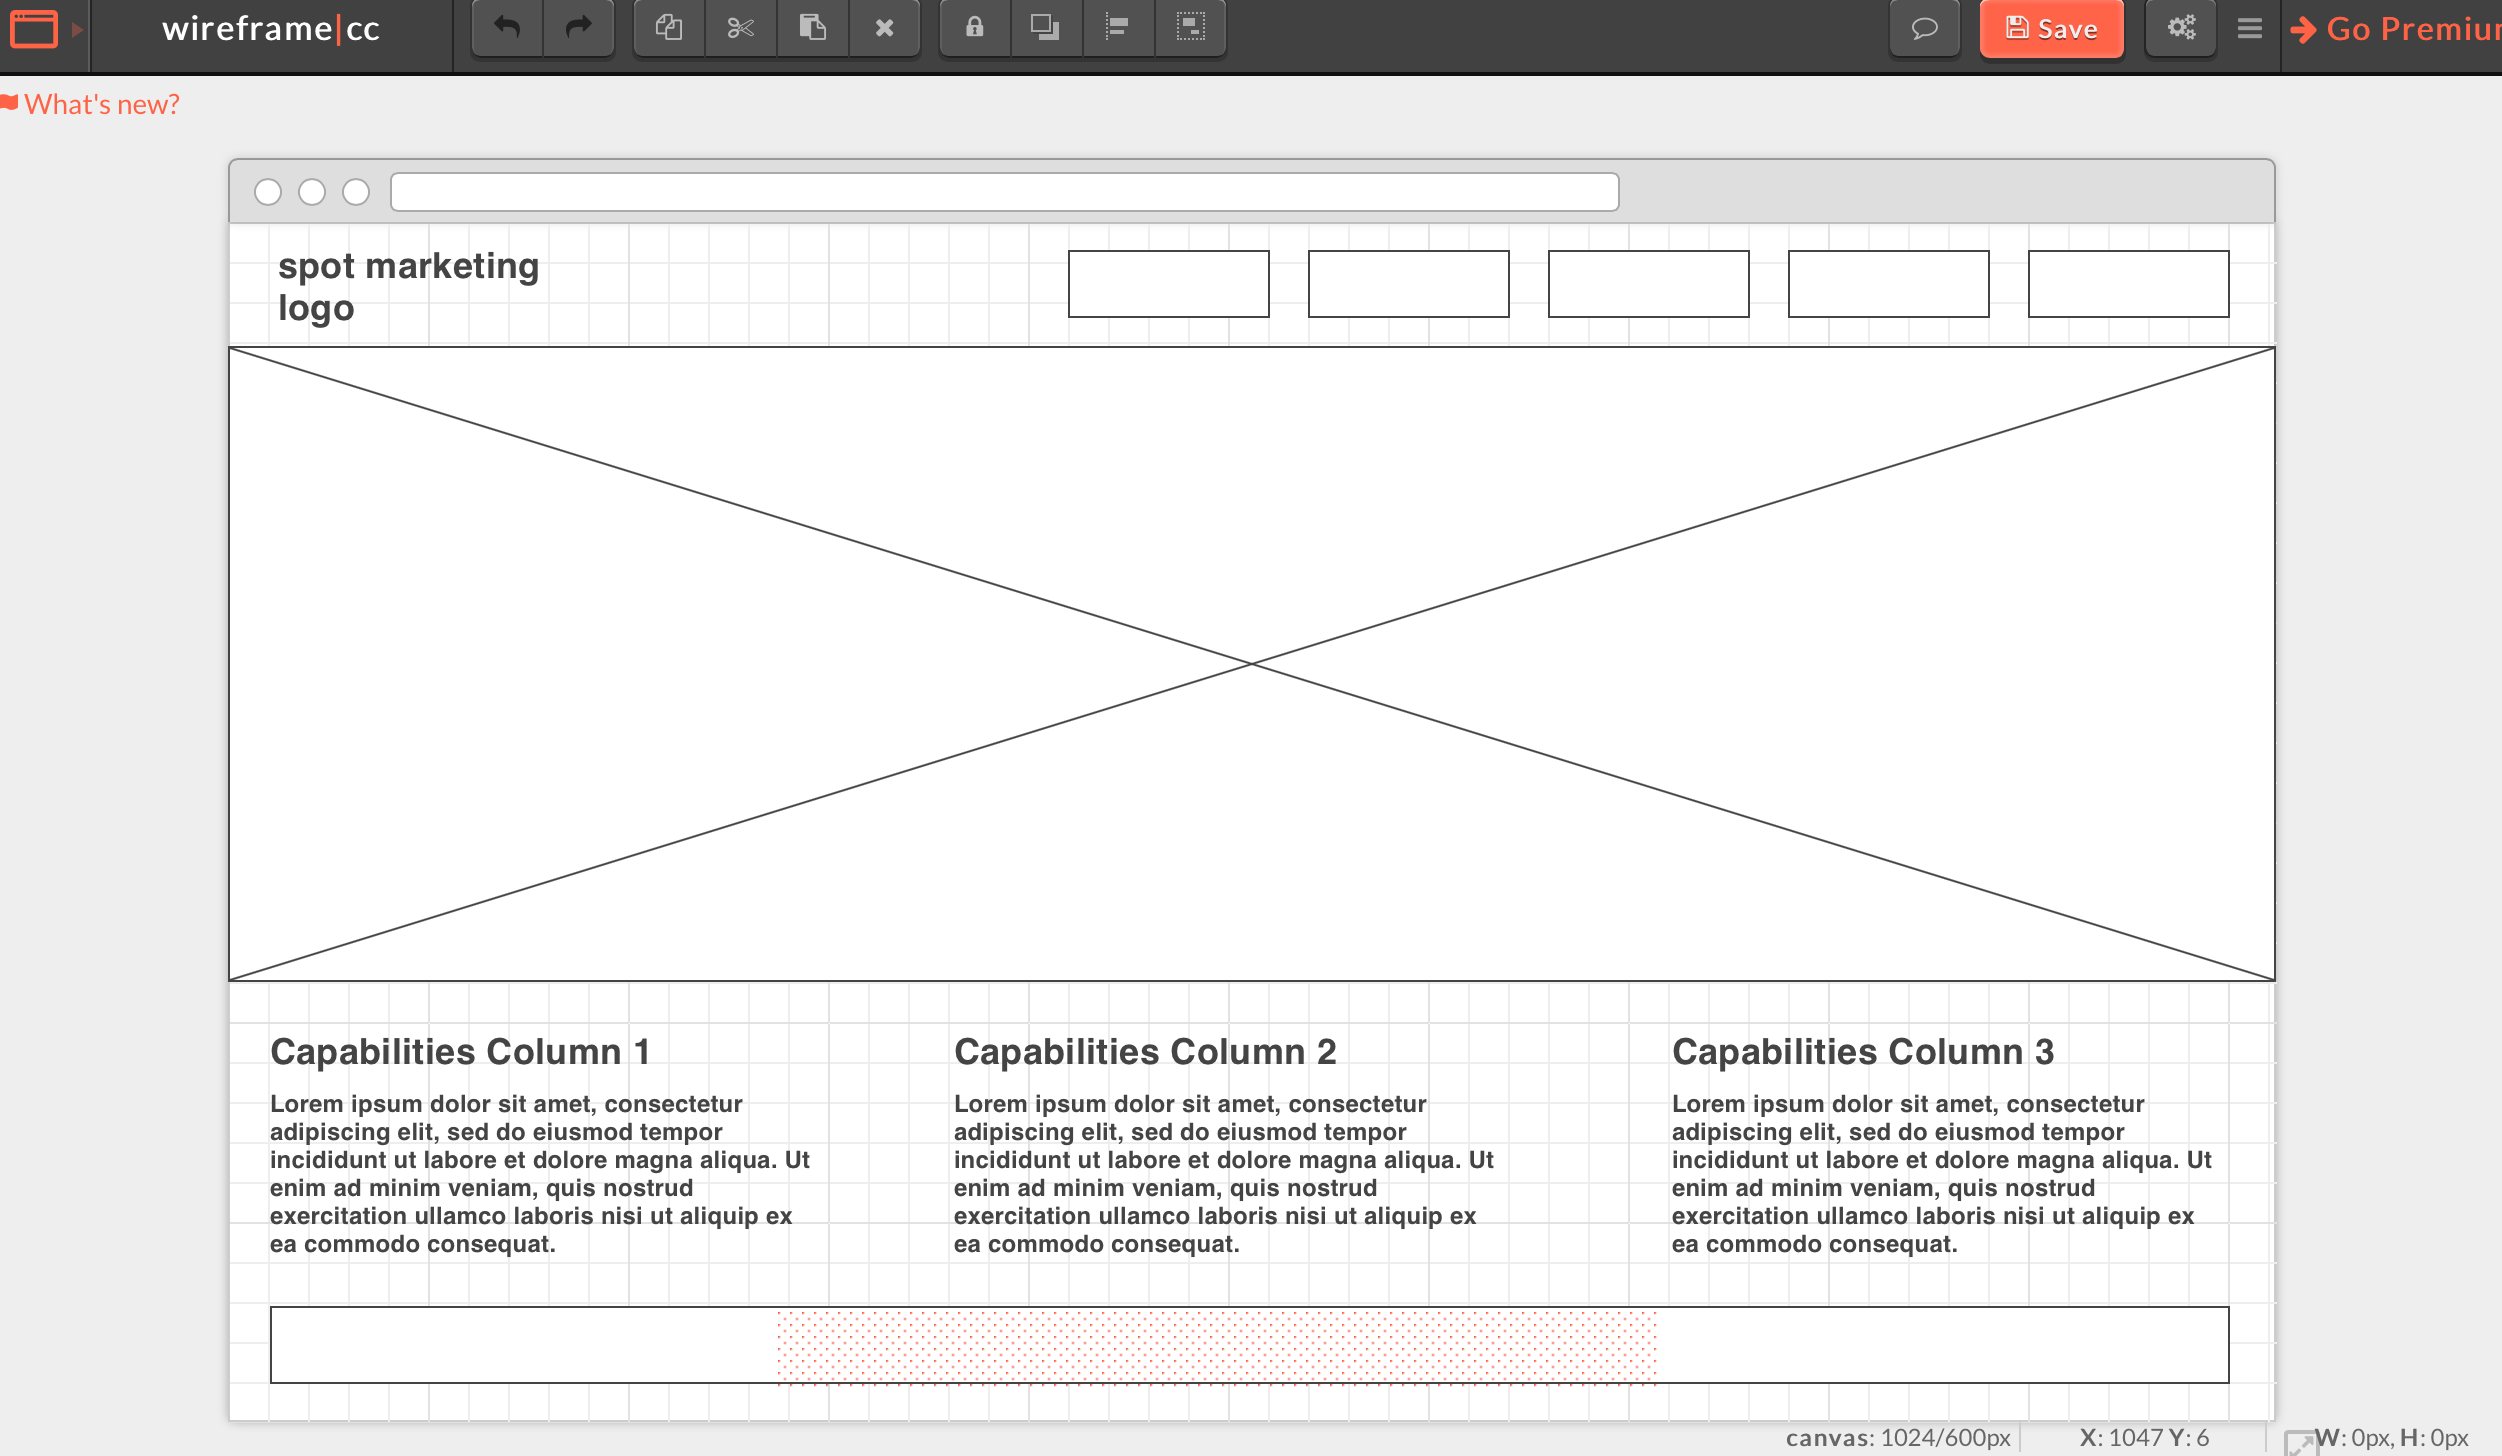 wireframe|cc
Save
Go Premiu
What's new?
spot marketing
logo
Capabilities Column 1
Lorem ipsum dolor sit amet, consectetur
adipiscing elit, sed do eiusmod tempor
incididunt ut labore et dolore magna aliqua. Ut
enim ad minim veniam, quis nostrud
exercitation ullamco laboris nisi ut aliquip ex
ea commodo consequat.
Capabilities Column 2
Lorem ipsum dolor sit amet, consectetur
adipiscing elit, sed do eiusmod tempor
incididunt ut labore et dolore magna aliqua. Ut
enim ad minim veniam, quis nostrud
exercitation ullamco laboris nisi ut aliquip ex
ea commodo consequat.
Capabilities Column 3
Lorem ipsum dolor sit amet, consectetur
adipiscing elit, sed do eiusmod tempor
incididunt ut labore et dolore magna aliqua. Ut
enim ad minim veniam, quis nostrud
exercitation ullamco laboris nisi ut aliquip ex
ea commodo consequat.
canvas: 1024/600px X: 1047 Y: 6 W: 0px, H: 0px